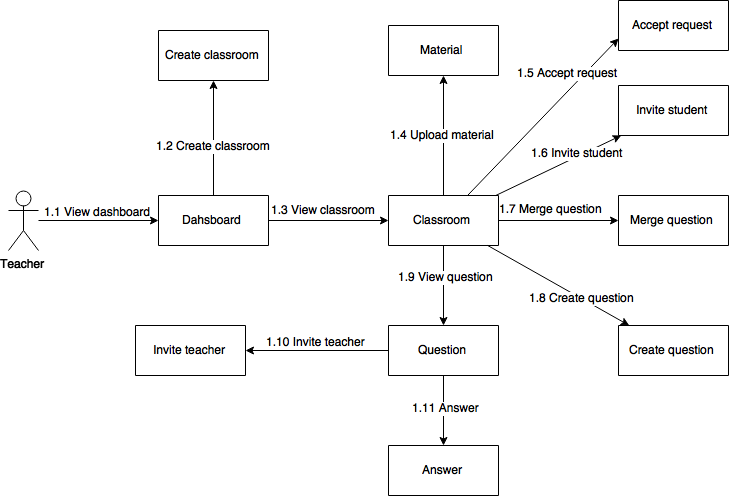 Accept request
Create classroom
Material
1.5 Accept request
Invite student
1.4 Upload material
1.2 Create classroom
1.6 Invite student
1.1 View dashboard
Dahsboard
1.3 View classroom
Classroom
1.7 Merge question
Merge question
Teacher
1.9 View question
1.8 Create question
Invite teacher
1.10 Invite teacher
Question
Create question
1.11 Answer
Answer